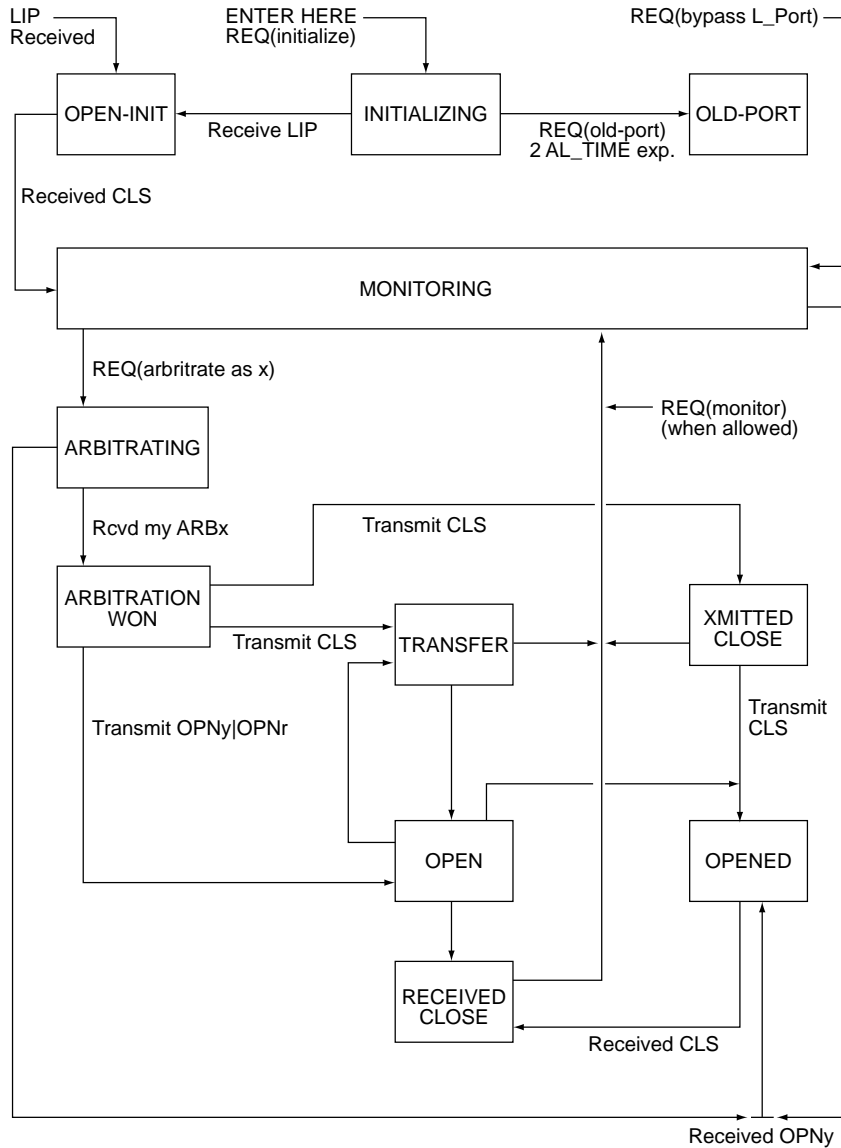 LIP
Received
ENTER HERE
REQ(initialize)
REQ(bypass L_Port)
OPEN-INIT
INITIALIZING
OLD-PORT
Receive LIP
REQ(old-port)
2 AL_TIME exp.
Received CLS
MONITORING
REQ(arbritrate as x)
REQ(monitor)
(when allowed)
ARBITRATING
Rcvd my ARBx
Transmit CLS
ARBITRATION
WON
Transmit CLS
TRANSFER
XMITTED
CLOSE
Transmit OPNy|OPNr
Transmit
CLS
OPEN
OPENED
RECEIVED
CLOSE
Received CLS
Received OPNy